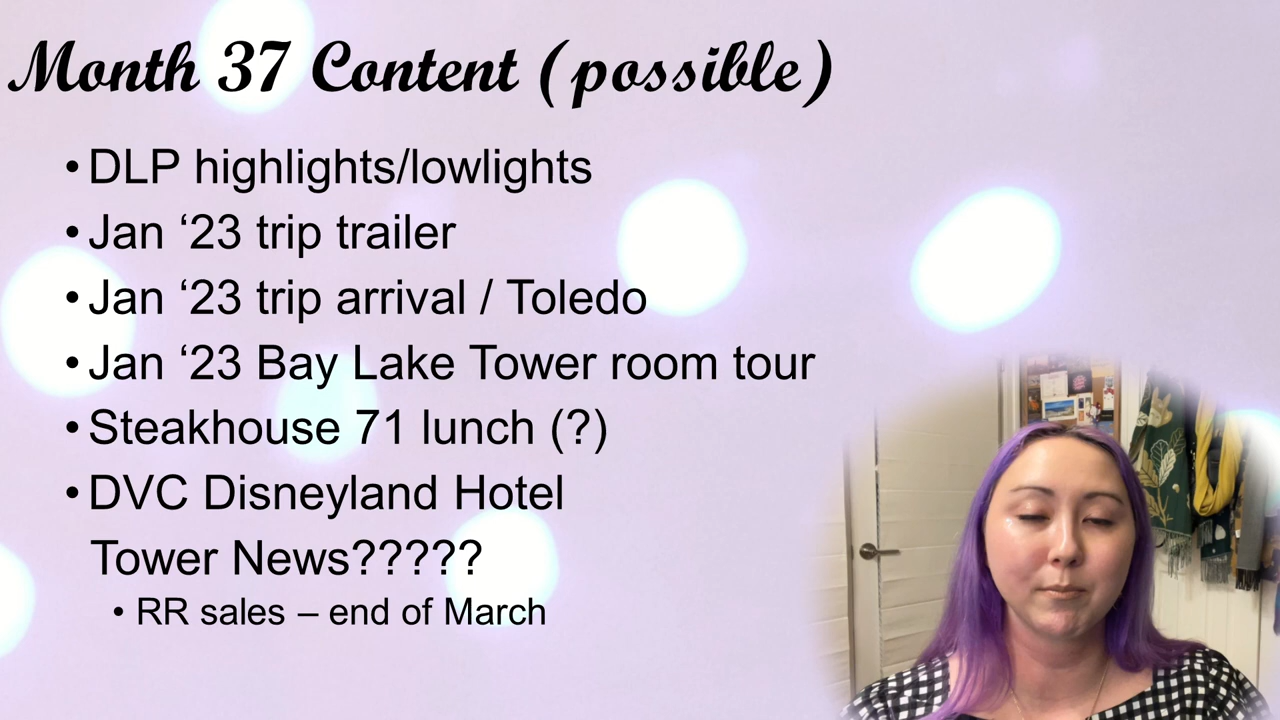 Month 37 Content (possible)
• DLP highlights/lowlights
• Jan ‘23 trip trailer
• Jan ‘23 trip arrival / Toledo
• Jan ‘23 Bay Lake Tower room tour
• Steakhouse 71 lunch (?)
• DVC Disneyland Hotel
Tower News?????
• RR sales – end of March